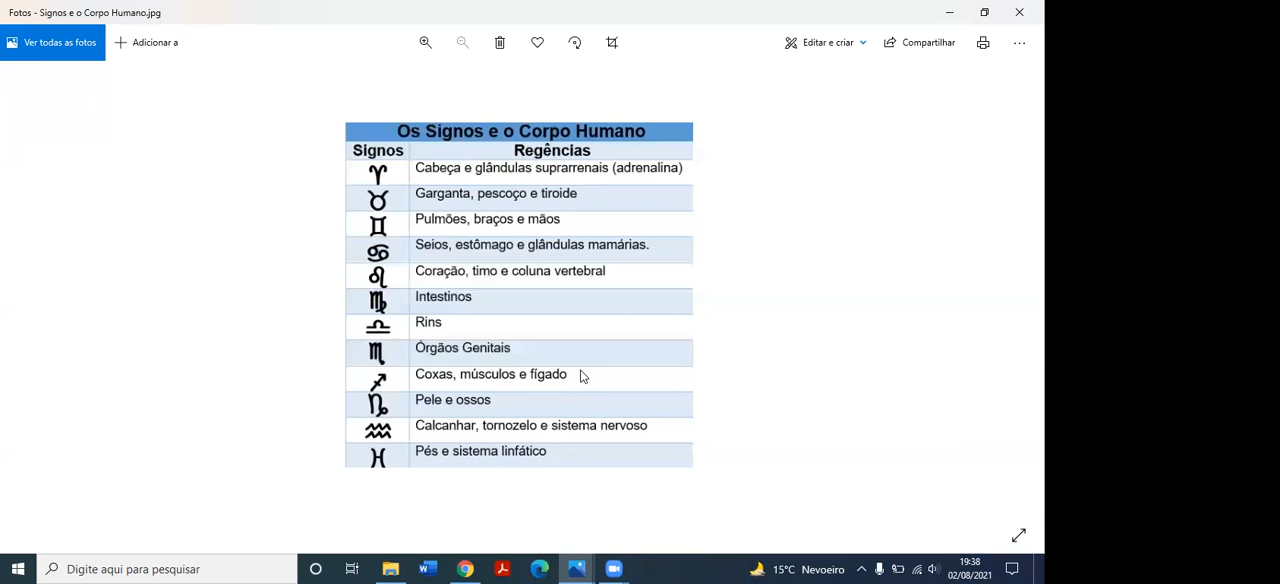 Fotos - Signos e o Corpo Humano.jpg
Ver todas as fotos
Adicionar a
Editar e criar
Compartilhar
Os Signos e o Corpo Humano
Signos Regências
♈ Cabeça e glândulas suprarrenais (adrenalina)
♉ Garganta, pescoço e tiroide
♊ Pulmões, braços e mãos
♋ Seios, estômago e glândulas mamárias.
♌ Coração, timo e coluna vertebral
♍ Intestinos
♎ Rins
♏ Órgãos Genitais
♐ Coxas, músculos e fígado
♑ Pele e ossos
♒ Calcanhar, tornozelo e sistema nervoso
♓ Pés e sistema linfático
Digite aqui para pesquisar
15°C Nevoeiro
19:38
02/08/2021